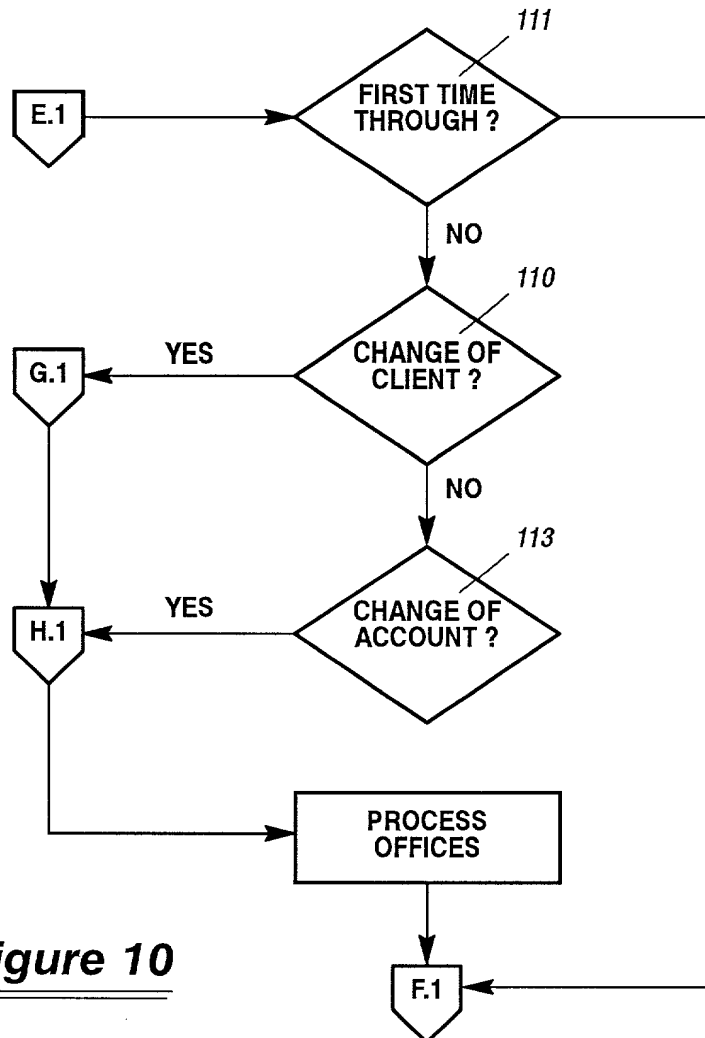 111
E.1
FIRST TIME
THROUGH ?
NO
110
G.1
YES
CHANGE OF
CLIENT ?
NO
113
H.1
YES
CHANGE OF
ACCOUNT ?
PROCESS
OFFICES
igure 10
F.1